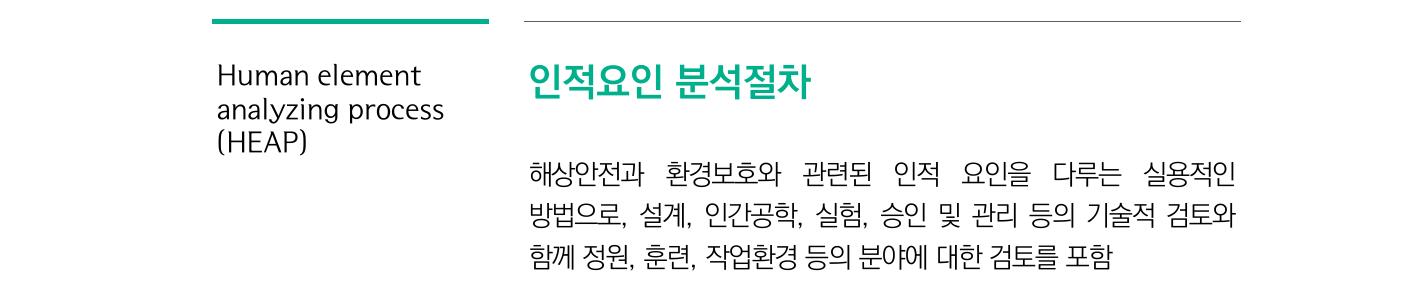 Human element
analyzing process
(HEAP)
인적요인 분석절차
해상안전과 환경보호와 관련된 인적 요인을 다루는 실용적인
방법으로, 설계, 인간공학, 실험, 승인 및 관리 등의 기술적 검토와
함께 정원, 훈련, 작업환경 등의 분야에 대한 검토를 포함